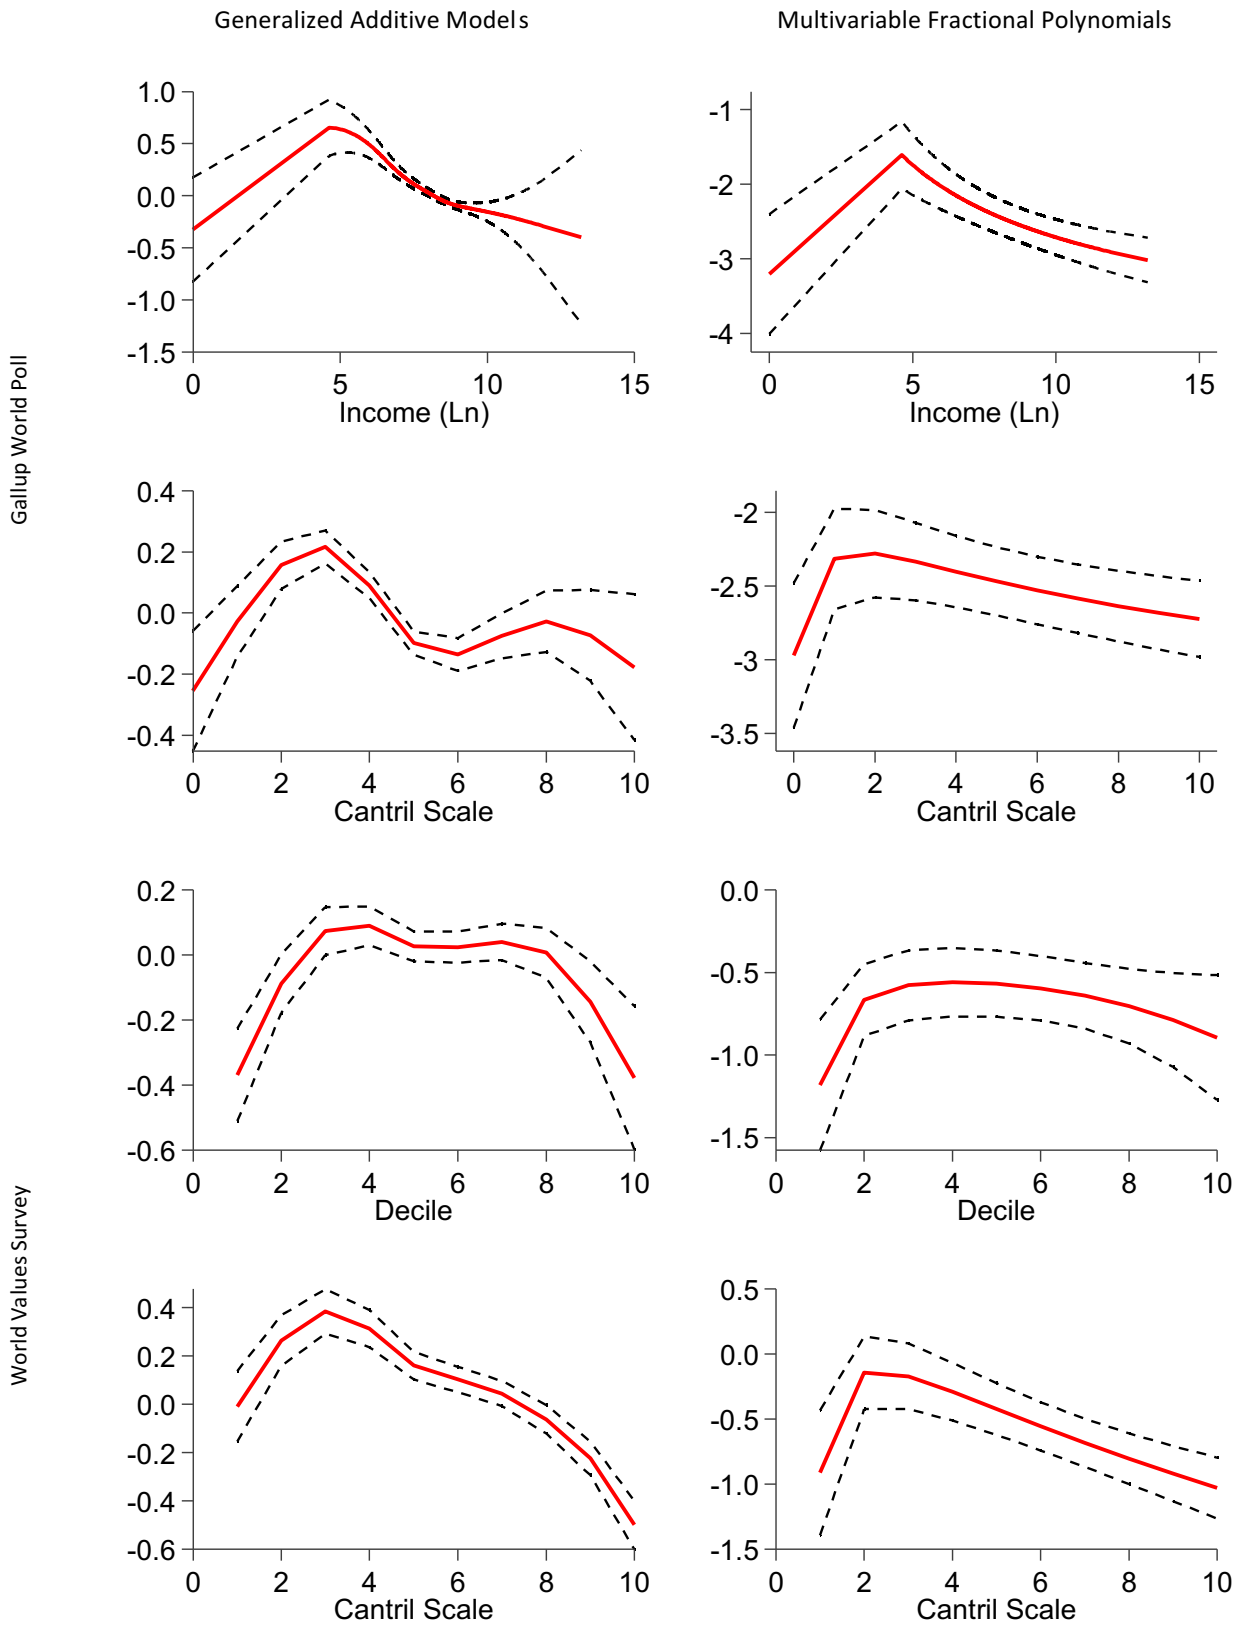 Generalized Additive Models
Multivariable Fractional Polynomials
Gallup World Poll
1.0
0.5
0.0
-0.5
-1.0
-1.5
0 5 10 15
Income (Ln)
-1
-2
-3
-4
0 5 10 15
Income (Ln)
0.4
0.2
0.0
-0.2
-0.4
0 2 4 6 8 10
Cantril Scale
-2
-2.5
-3
-3.5
0 2 4 6 8 10
Cantril Scale
World Values Survey
0.2
0.0
-0.2
-0.4
-0.6
0 2 4 6 8 10
Decile
0.0
-0.5
-1.0
-1.5
0 2 4 6 8 10
Decile
0.4
0.2
0.0
-0.2
-0.4
-0.6
0 2 4 6 8 10
Cantril Scale
0.5
0.0
-0.5
-1.0
-1.5
0 2 4 6 8 10
Cantril Scale